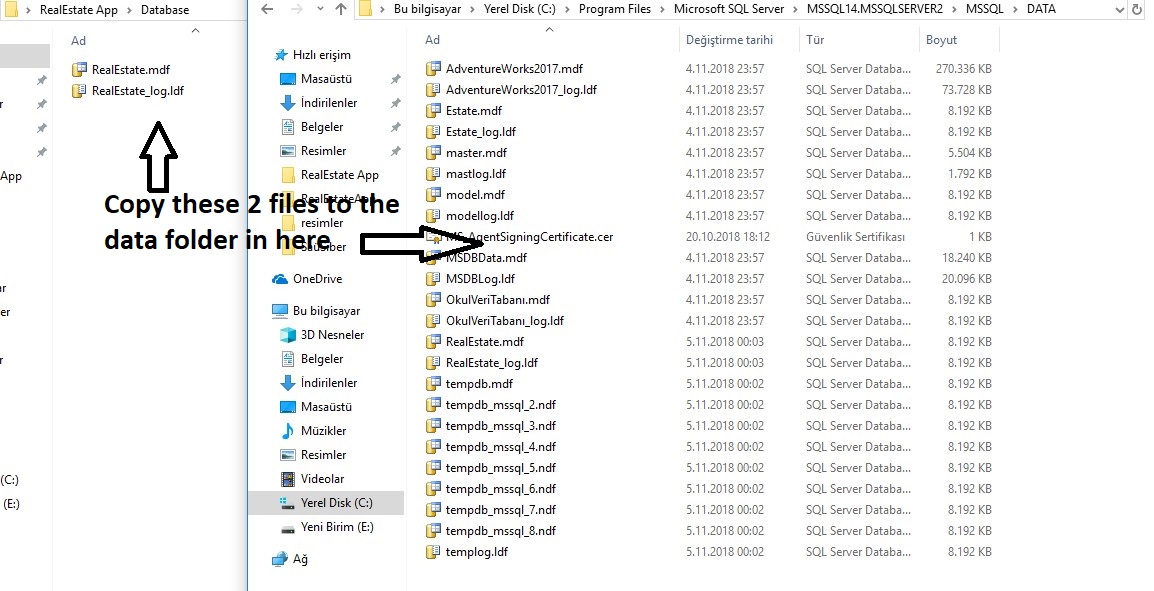 RealEstate App > Database
Ad
RealEstate.mdf
RealEstate_log.ldf
r
App
ar
er
r
(C:)
(E:)
Copy these 2 files to the
data folder in here
Bu bilgisayar > Yerel Disk (C:) > Program Files > Microsoft SQL Server > MSSQL14.MSSQLSERVER2 > MSSQL > DATA
Hızlı erişim
Masaüstü
İndirilenler
Belgeler
Resimler
RealEstate App
RealEstateApp
resimler
SauSiber
OneDrive
Bu bilgisayar
3D Nesneler
Belgeler
İndirilenler
Masaüstü
Müzikler
Resimler
Videolar
Yerel Disk (C:)
Yeni Birim (E:)
Ağ
Ad Değiştirme tarihi Tür Boyut
AdventureWorks2017.mdf 4.11.2018 23:57 SQL Server Databa... 270.336 KB
AdventureWorks2017_log.ldf 4.11.2018 23:57 SQL Server Databa... 73.728 KB
Estate.mdf 4.11.2018 23:57 SQL Server Databa... 8.192 KB
Estate_log.ldf 4.11.2018 23:57 SQL Server Databa... 8.192 KB
master.mdf 4.11.2018 23:57 SQL Server Databa... 5.504 KB
mastlog.ldf 4.11.2018 23:57 SQL Server Databa... 1.792 KB
model.mdf 4.11.2018 23:57 SQL Server Databa... 8.192 KB
modellog.ldf 4.11.2018 23:57 SQL Server Databa... 8.192 KB
MS_AgentSigningCertificate.cer 20.10.2018 18:12 Güvenlik Sertifikası 1 KB
MSDBData.mdf 4.11.2018 23:57 SQL Server Databa... 18.240 KB
MSDBLog.ldf 4.11.2018 23:57 SQL Server Databa... 20.096 KB
OkulVeriTabanı.mdf 4.11.2018 23:57 SQL Server Databa... 8.192 KB
OkulVeriTabanı_log.ldf 4.11.2018 23:57 SQL Server Databa... 8.192 KB
RealEstate.mdf 5.11.2018 00:03 SQL Server Databa... 8.192 KB
RealEstate_log.ldf 5.11.2018 00:03 SQL Server Databa... 8.192 KB
tempdb.mdf 5.11.2018 00:02 SQL Server Databa... 8.192 KB
tempdb_mssql_2.ndf 5.11.2018 00:02 SQL Server Databa... 8.192 KB
tempdb_mssql_3.ndf 5.11.2018 00:02 SQL Server Databa... 8.192 KB
tempdb_mssql_4.ndf 5.11.2018 00:02 SQL Server Databa... 8.192 KB
tempdb_mssql_5.ndf 5.11.2018 00:02 SQL Server Databa... 8.192 KB
tempdb_mssql_6.ndf 5.11.2018 00:02 SQL Server Databa... 8.192 KB
tempdb_mssql_7.ndf 5.11.2018 00:02 SQL Server Databa... 8.192 KB
tempdb_mssql_8.ndf 5.11.2018 00:02 SQL Server Databa... 8.192 KB
templog.ldf 5.11.2018 00:02 SQL Server Databa... 8.192 KB